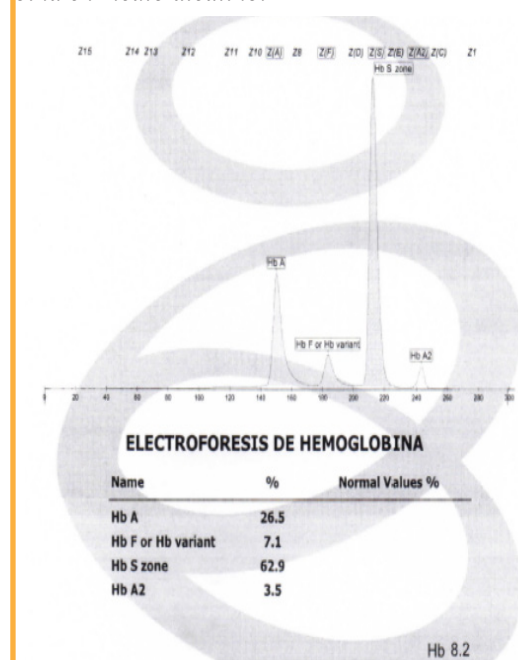 Z15 Z14 Z13 Z12 Z11 Z10 Z(A) Z8 Z(F) Z(D) Z(S) Z(E) Z(A2) Z(C) Z1
Hb S zone
Hb A
Hb F or Hb variant
Hb A2
0 20 40 60 80 100 120 140 160 180 200 220 240 260 280 300
ELECTROFORESIS DE HEMOGLOBINA
Name % Normal Values %
Hb A 26.5
Hb F or Hb variant 7.1
Hb S zone 62.9
Hb A2 3.5
Hb 8.2